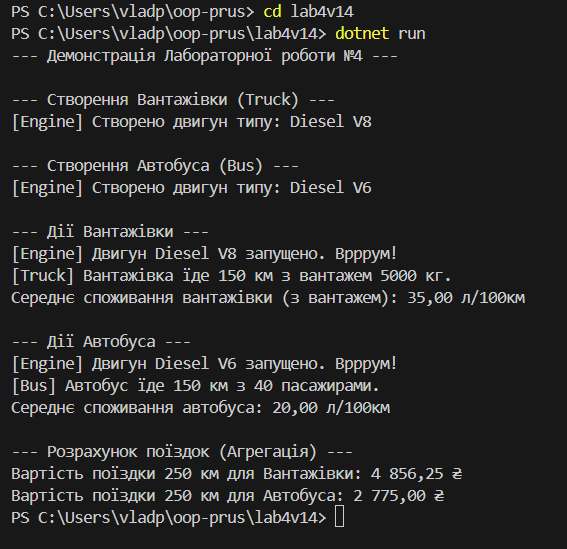 PS C:\Users\vladp\oop-prus> cd lab4v14
PS C:\Users\vladp\oop-prus\lab4v14> dotnet run
--- Демонстрація Лабораторної роботи №4 ---
--- Створення Вантажівки (Truck) ---
[Engine] Створено двигун типу: Diesel V8
--- Створення Автобуса (Bus) ---
[Engine] Створено двигун типу: Diesel V6
--- Дії Вантажівки ---
[Engine] Двигун Diesel V8 запущено. Врррум!
[Truck] Вантажівка їде 150 км з вантажем 5000 кг.
Середнє споживання вантажівки (з вантажем): 35,00 л/100км
--- Дії Автобуса ---
[Engine] Двигун Diesel V6 запущено. Врррум!
[Bus] Автобус їде 150 км з 40 пасажирами.
Середнє споживання автобуса: 20,00 л/100км
--- Розрахунок поїздок (Агрегація) ---
Вартість поїздки 250 км для Вантажівки: 4 856,25 ₴
Вартість поїздки 250 км для Автобуса: 2 775,00 ₴
PS C:\Users\vladp\oop-prus\lab4v14>